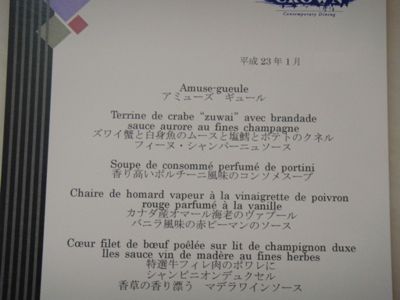 CROWN
Contemporary Dining
平成23年1月
Amuse-gueule
アミューズ ギュール
Terrine de crabe "zuwai" avec brandade
sauce aurore au fines champagne
ズワイ蟹と白身魚のムースと塩鱈とポテトのクネル
フィーヌ・シャンパーニュソース
Soupe de consommé perfumé de portini
香り高いポルチーニ風味のコンソメスープ
Chaire de homard vapeur à la vinaigrette de poivron
rouge parfumé à la vanille
カナダ産オマール海老のヴァプール
バニラ風味の赤ピーマンのソース
Cœur filet de bœuf poêlée sur lit de champignon duxe
lles sauce vin de madère au fines herbes
特選牛フィレ肉のポワレに
シャンピニオンデュクセル
香草の香り漂う マデラワインソース